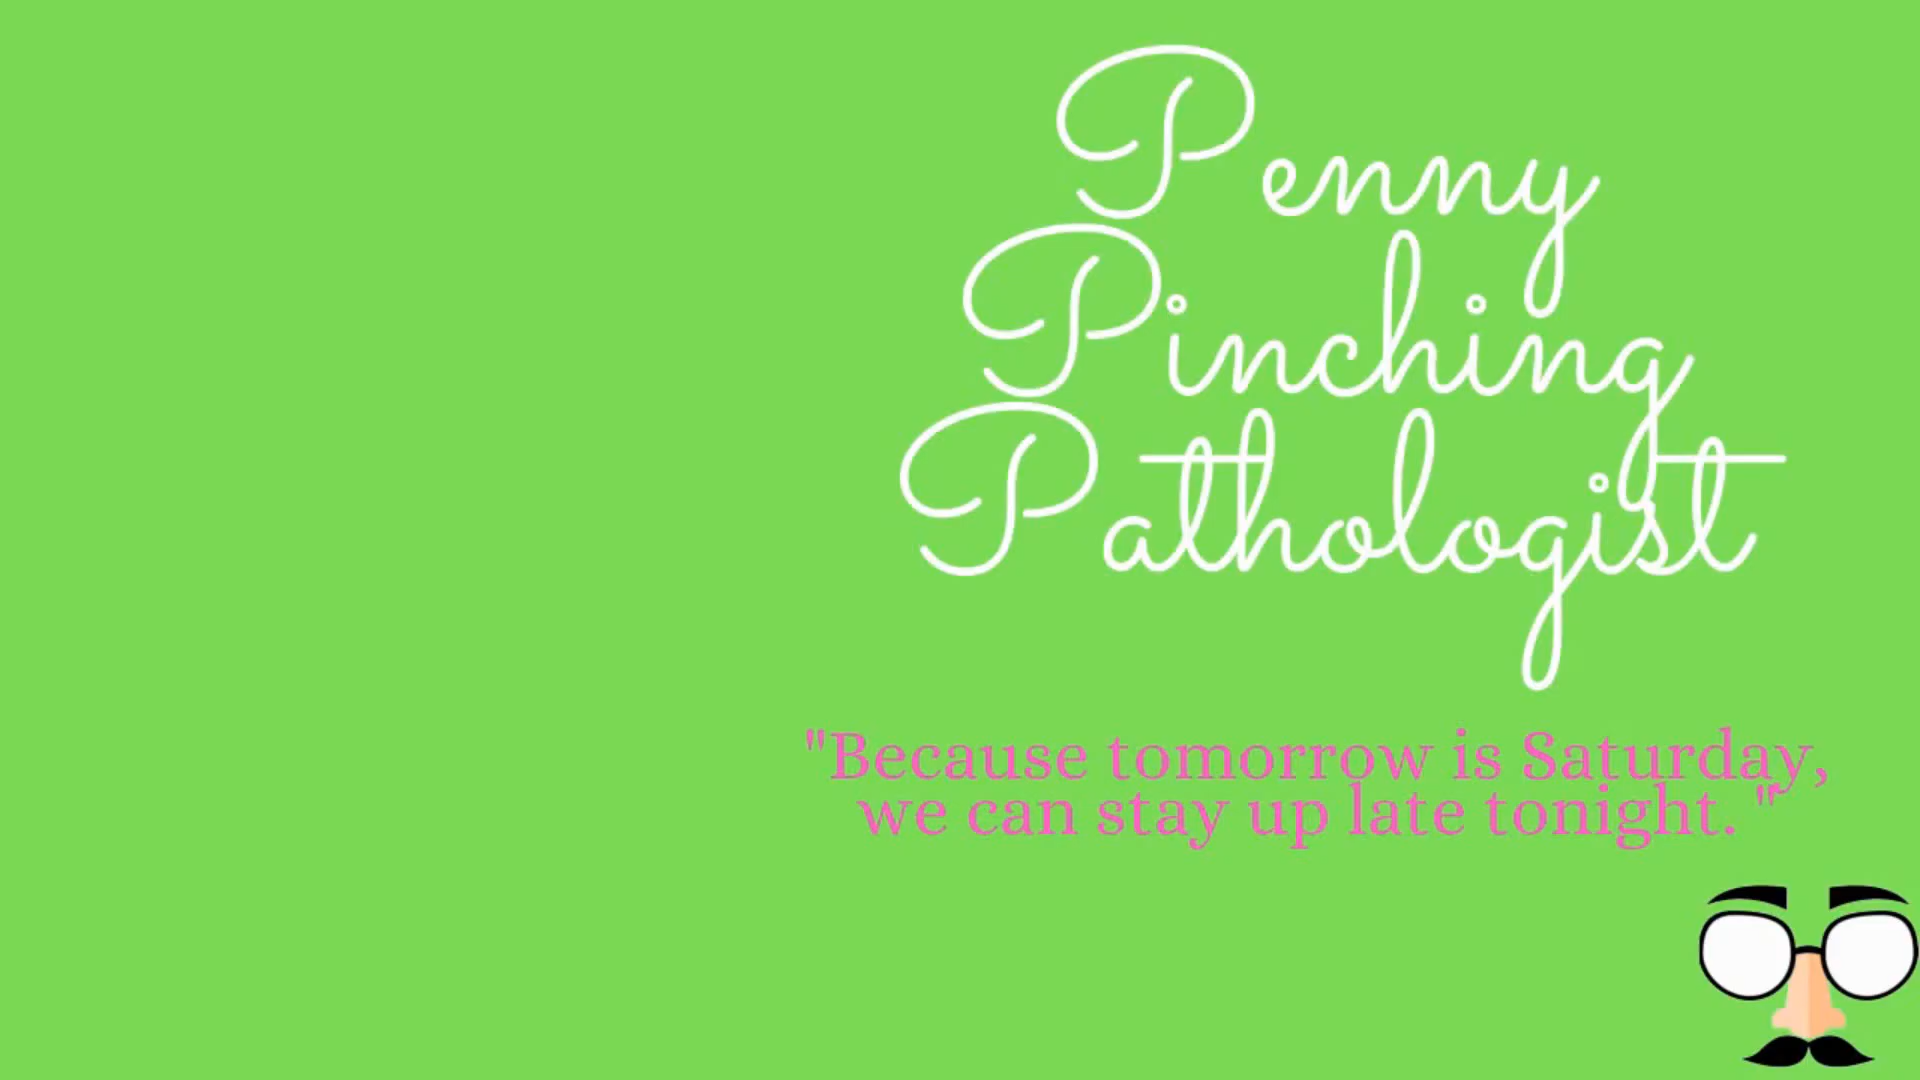 Penny
Pinching
Pathologist
"Because tomorrow is Saturday,
we can stay up late tonight. "